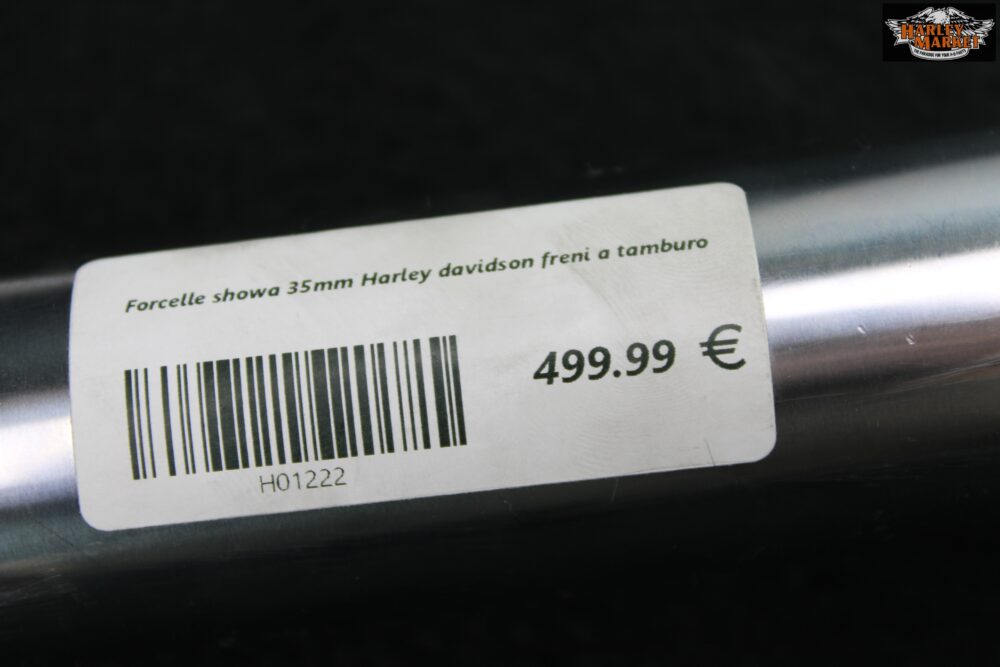 HARLEY
MARKET
Forcelle showa 35mm Harley davidson freni a tamburo
499.99 €
H01222